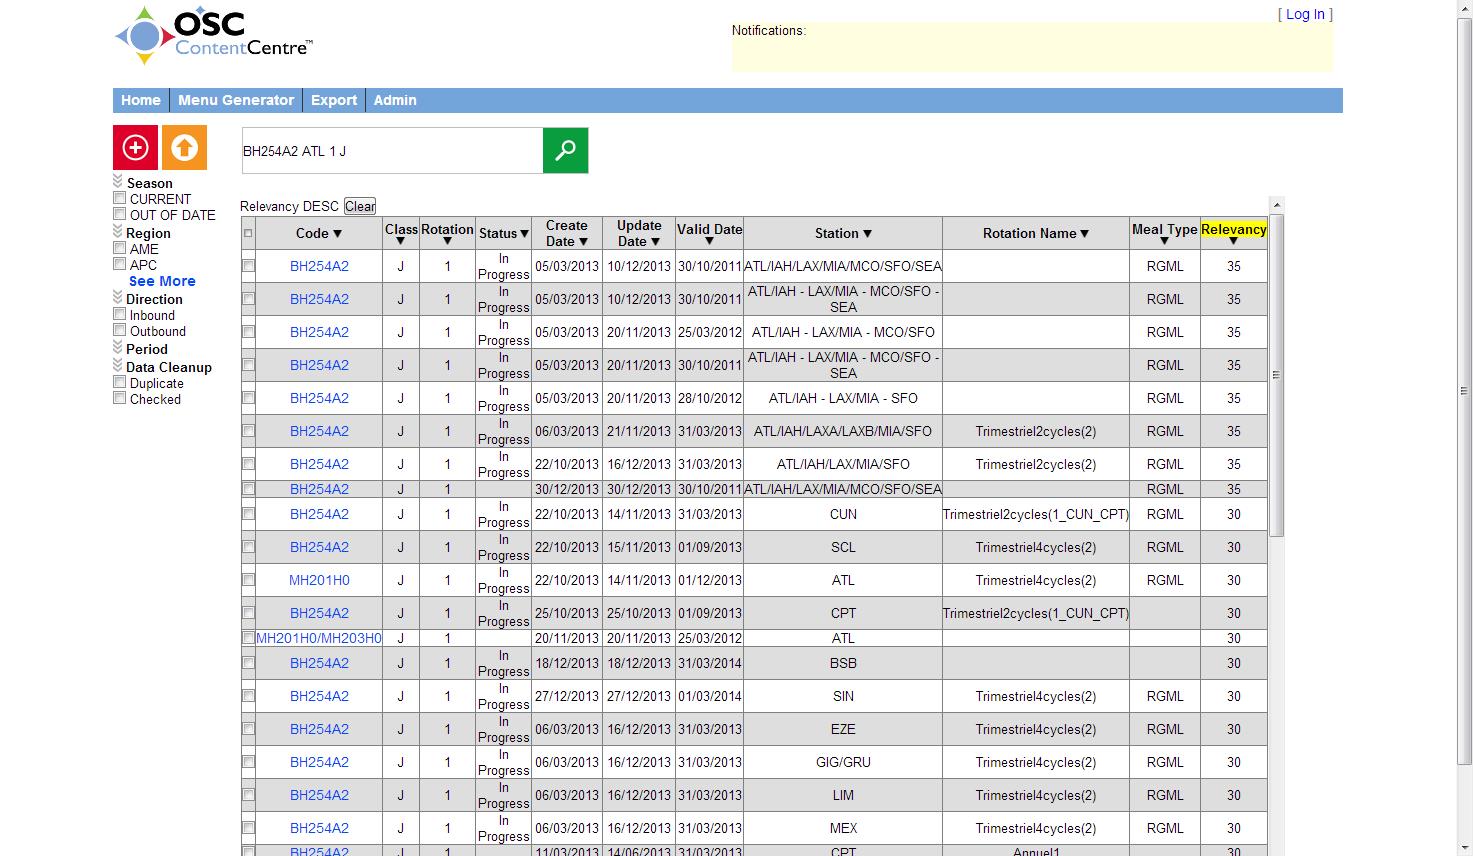 OSC
ContentCentre™
[ Log In ]
Notifications:
Home Menu Generator Export Admin
BH254A2 ATL 1 J
Season
CURRENT
OUT OF DATE
Region
AME
APC
See More
Direction
Inbound
Outbound
Period
Data Cleanup
Duplicate
Checked
Relevancy DESC Clear
Code ▼ Class ▼ Rotation ▼ Status ▼ Create Date ▼ Update Date ▼ Valid Date ▼ Station ▼ Rotation Name ▼ Meal Type ▼ Relevancy ▼
BH254A2 J 1 In Progress 05/03/2013 10/12/2013 30/10/2011 ATL/IAH/LAX/MIA/MCO/SFO/SEA RGML 35
BH254A2 J 1 In Progress 05/03/2013 10/12/2013 30/10/2011 ATL/IAH - LAX/MIA - MCO/SFO - SEA RGML 35
BH254A2 J 1 In Progress 05/03/2013 20/11/2013 25/03/2012 ATL/IAH - LAX/MIA - MCO/SFO RGML 35
BH254A2 J 1 In Progress 05/03/2013 20/11/2013 30/10/2011 ATL/IAH - LAX/MIA - MCO/SFO - SEA RGML 35
BH254A2 J 1 In Progress 05/03/2013 20/11/2013 28/10/2012 ATL/IAH - LAX/MIA - SFO RGML 35
BH254A2 J 1 In Progress 06/03/2013 21/11/2013 31/03/2013 ATL/IAH/LAXA/LAXB/MIA/SFO Trimestriel2cycles(2) RGML 35
BH254A2 J 1 In Progress 22/10/2013 16/12/2013 31/03/2013 ATL/IAH/LAX/MIA/SFO Trimestriel2cycles(2) RGML 35
BH254A2 J 1 30/12/2013 30/12/2013 30/10/2011 ATL/IAH/LAX/MIA/MCO/SFO/SEA RGML 35
BH254A2 J 1 In Progress 22/10/2013 14/11/2013 31/03/2013 CUN Trimestriel2cycles(1_CUN_CPT) RGML 30
BH254A2 J 1 In Progress 22/10/2013 15/11/2013 01/09/2013 SCL Trimestriel4cycles(2) RGML 30
MH201H0 J 1 In Progress 22/10/2013 14/11/2013 01/12/2013 ATL Trimestriel4cycles(2) RGML 30
BH254A2 J 1 In Progress 25/10/2013 25/10/2013 01/09/2013 CPT Trimestriel2cycles(1_CUN_CPT) 30
MH201H0/MH203H0 J 1 20/11/2013 20/11/2013 25/03/2012 ATL 30
BH254A2 J 1 In Progress 18/12/2013 18/12/2013 31/03/2014 BSB 30
BH254A2 J 1 In Progress 27/12/2013 27/12/2013 01/03/2014 SIN Trimestriel4cycles(2) RGML 30
BH254A2 J 1 In Progress 06/03/2013 16/12/2013 31/03/2013 EZE Trimestriel4cycles(2) RGML 30
BH254A2 J 1 In Progress 06/03/2013 16/12/2013 31/03/2013 GIG/GRU Trimestriel4cycles(2) RGML 30
BH254A2 J 1 In Progress 06/03/2013 16/12/2013 31/03/2013 LIM Trimestriel4cycles(2) RGML 30
BH254A2 J 1 In Progress 06/03/2013 16/12/2013 31/03/2013 MEX Trimestriel4cycles(2) RGML 30
BH254A2 J 1 11/03/2013 14/06/2013 31/03/2013 CPT Annuel1 RGML 30